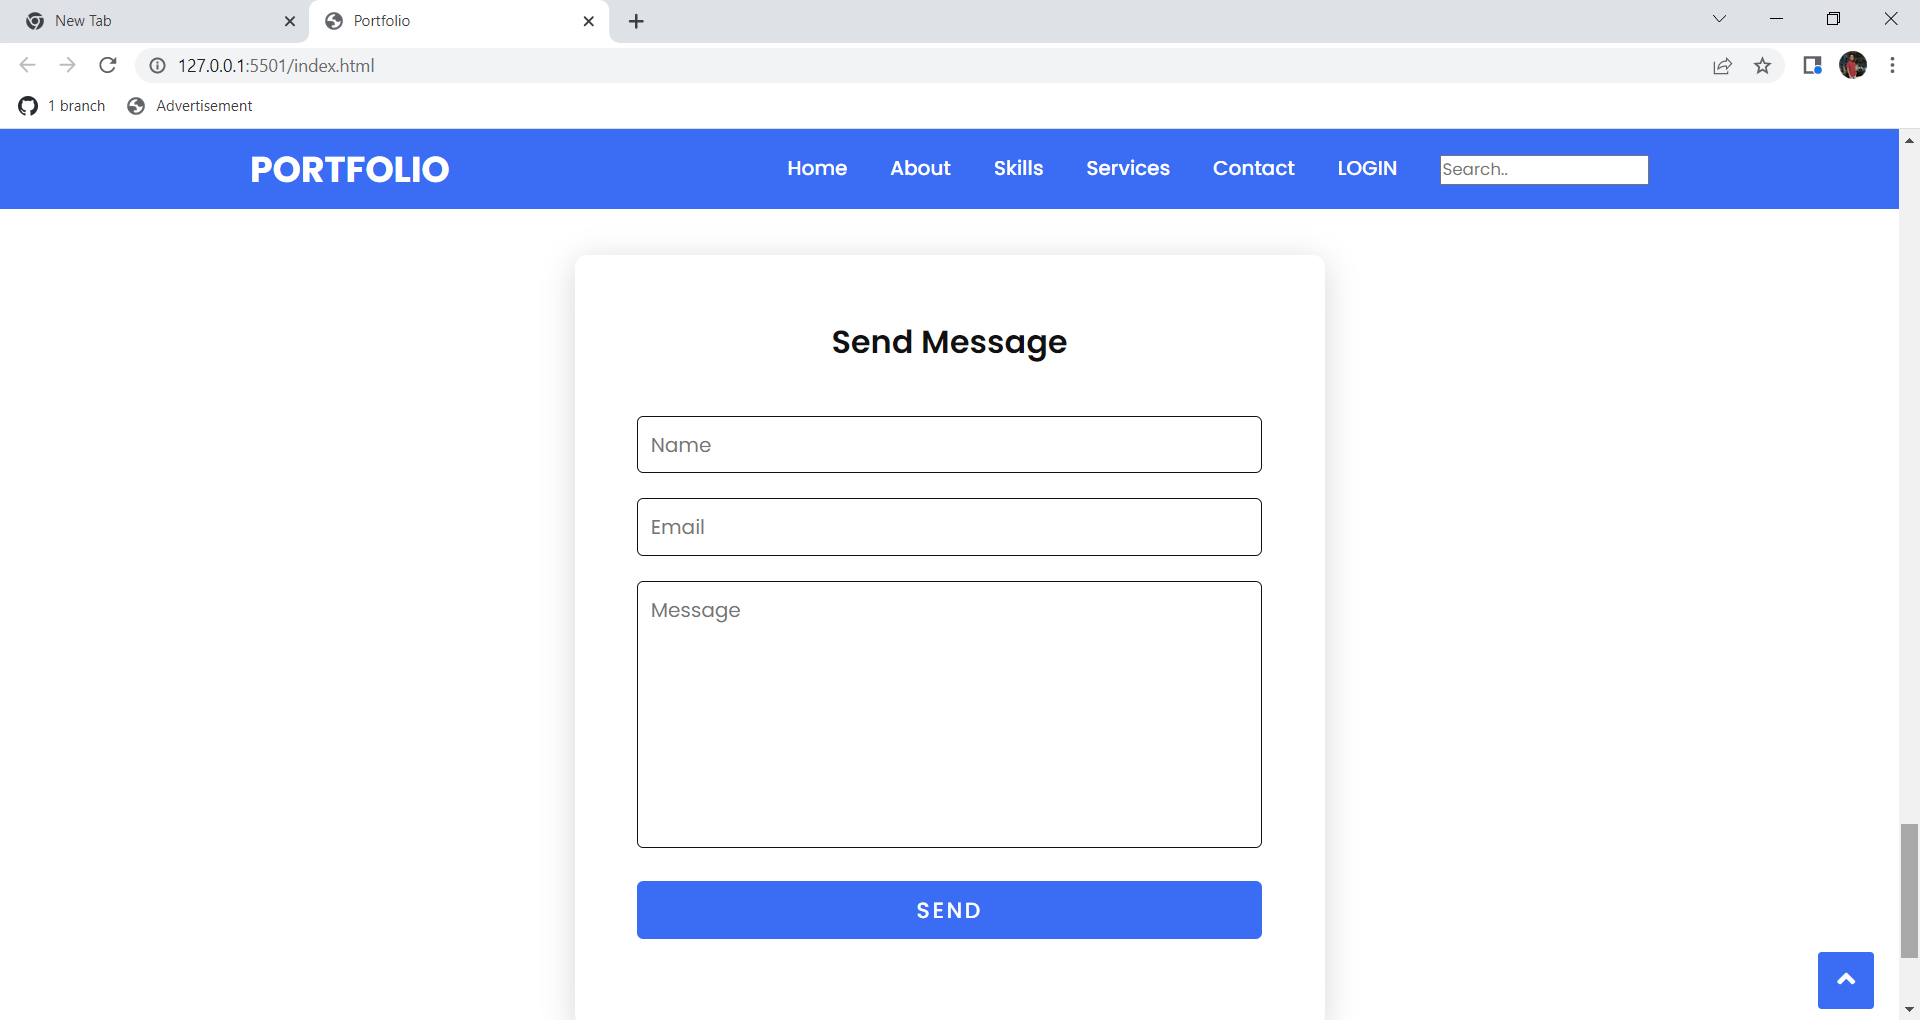 New Tab
Portfolio
127.0.0.1:5501/index.html
1 branch
Advertisement
PORTFOLIO
Home
About
Skills
Services
Contact
LOGIN
Search..
Send Message
Name
Email
Message
SEND